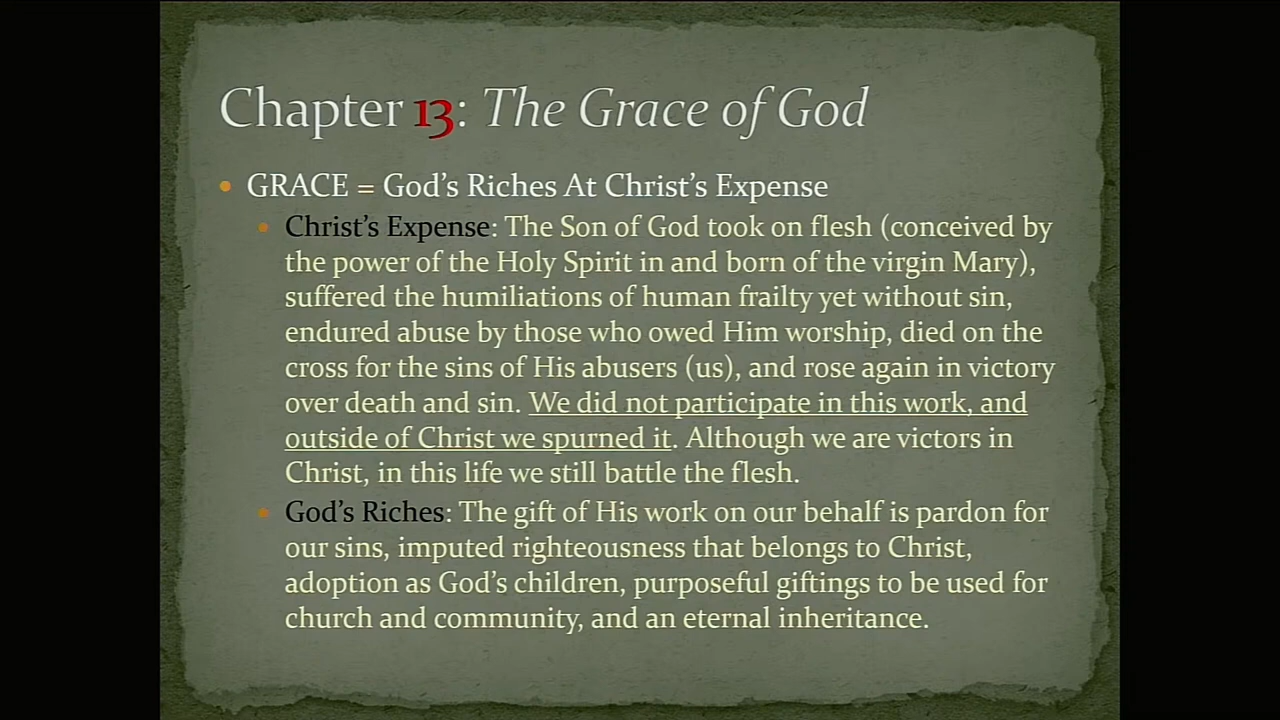 Chapter 13: The Grace of God
• GRACE = God's Riches At Christ's Expense
• Christ's Expense: The Son of God took on flesh (conceived by
the power of the Holy Spirit in and born of the virgin Mary),
suffered the humiliations of human frailty yet without sin,
endured abuse by those who owed Him worship, died on the
cross for the sins of His abusers (us), and rose again in victory
over death and sin. We did not participate in this work, and
outside of Christ we spurned it. Although we are victors in
Christ, in this life we still battle the flesh.
• God's Riches: The gift of His work on our behalf is pardon for
our sins, imputed righteousness that belongs to Christ,
adoption as God's children, purposeful giftings to be used for
church and community, and an eternal inheritance.